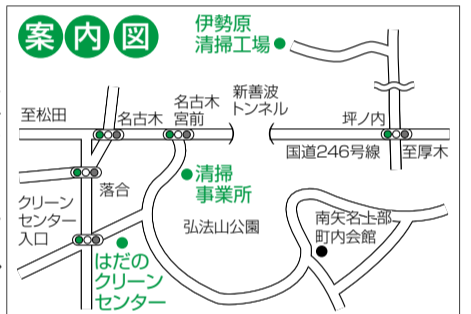 案内図
伊勢原
清掃工場
新善波
トンネル
名古木
宮前
名古木
至松田
坪ノ内
国道246号線
至厚木
清掃
事業所
落合
クリーン
センター
入口
弘法山公園
南矢名上部
町内会館
はだの
クリーン
センター